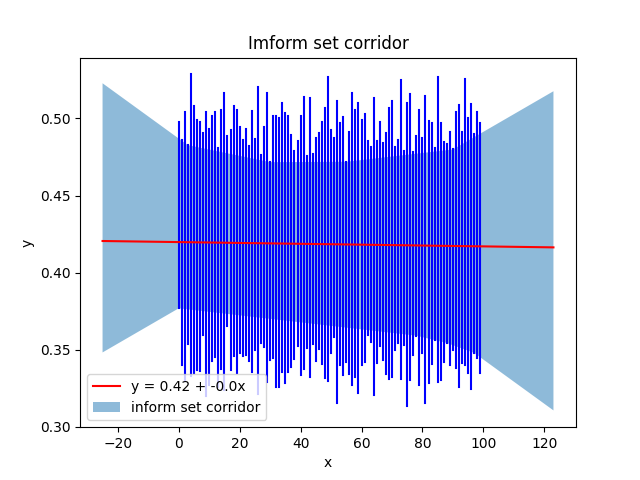 Imform set corridor
y
0.50
0.45
0.40
0.35
0.30
y = 0.42 + -0.0x
inform set corridor
−20 0 20 40 60 80 100 120
x